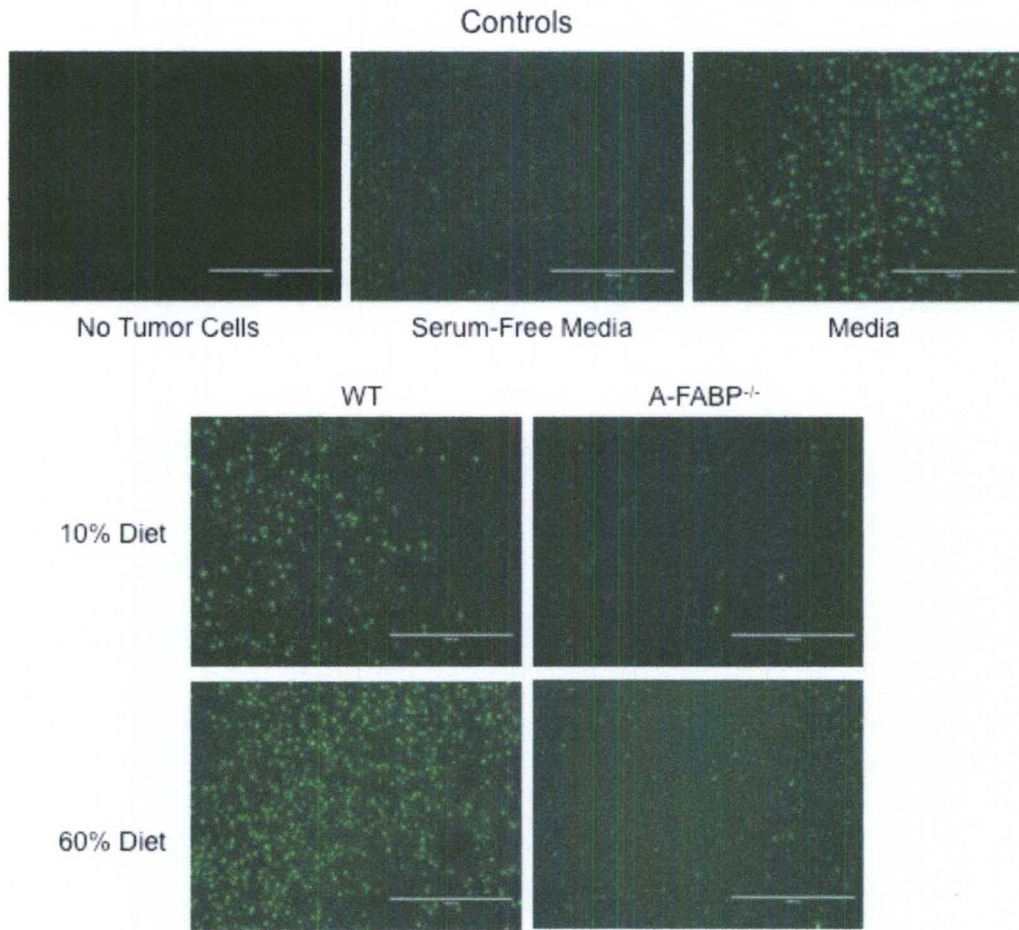 Controls
No Tumor Cells
Serum-Free Media
Media
WT
A-FABP-/-
10% Diet
60% Diet